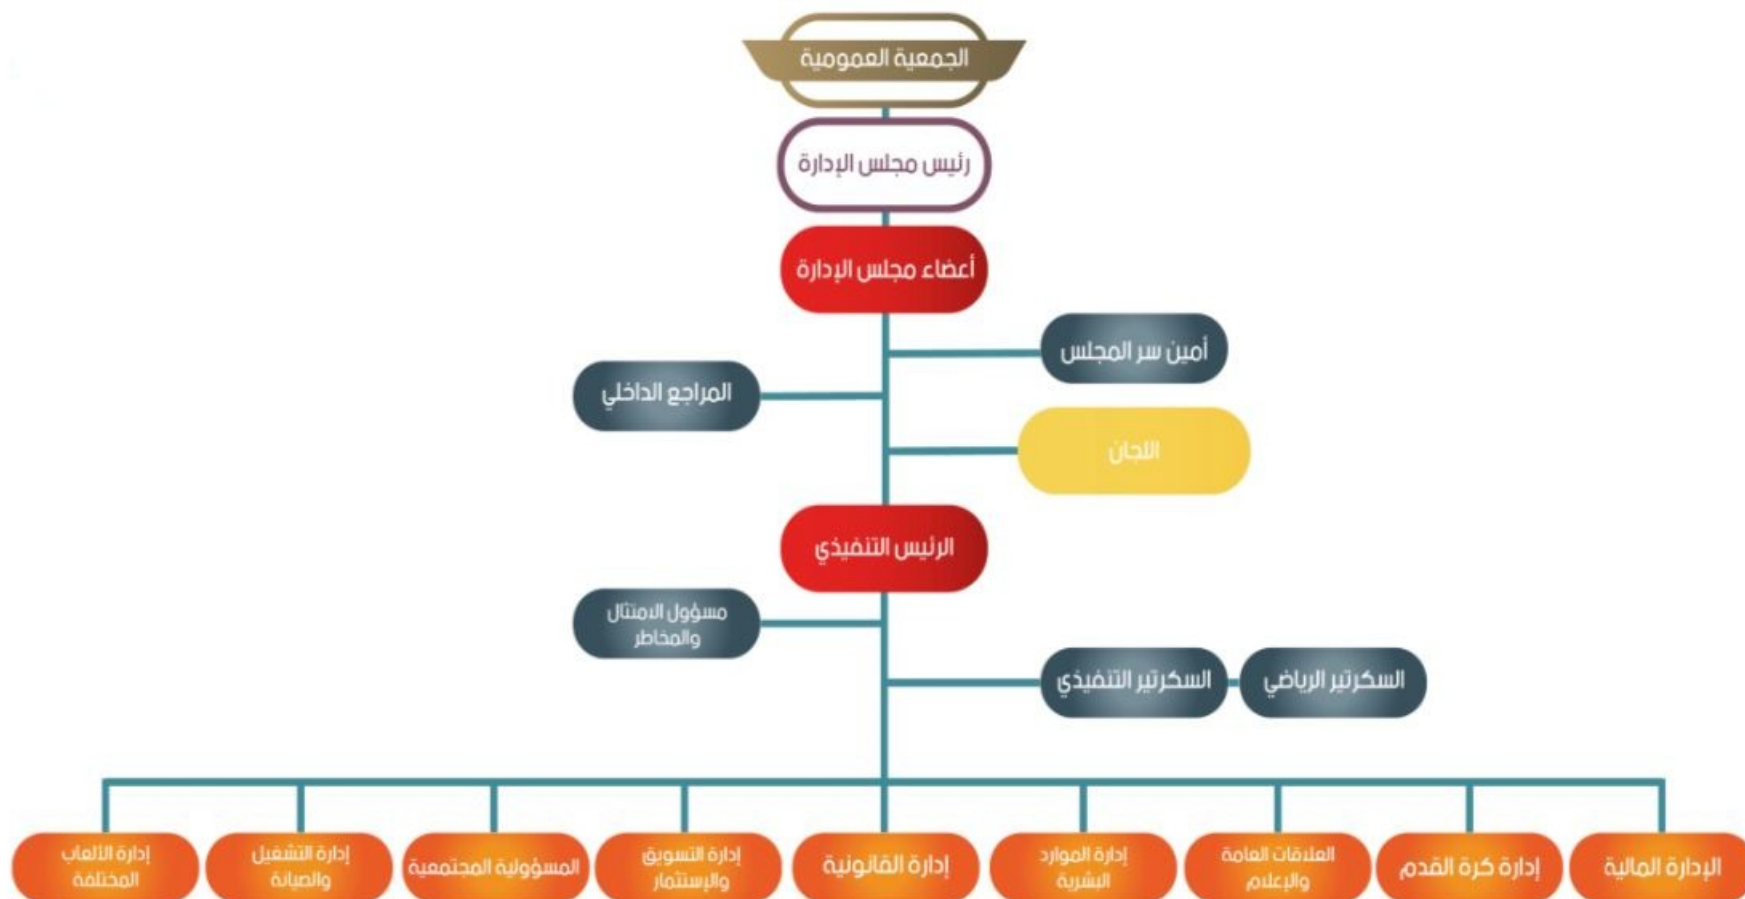 الجمعية العمومية
رئيس مجلس الإدارة
أعضاء مجلس الإدارة
أمين سر المجلس
المراجع الداخلي
اللجان
الرئيس التنفيذي
مسؤول الامتثال
والمخاطر
السكرتير الرياضي
السكرتير التنفيذي
الإدارة المالية
إدارة كرة القدم
العلاقات العامة
والإعلام
إدارة الموارد
البشرية
إدارة القانونية
إدارة التسويق
والإستثمار
المسؤولية المجتمعية
إدارة التشغيل
والصيانة
إدارة الألعاب
المختلفة